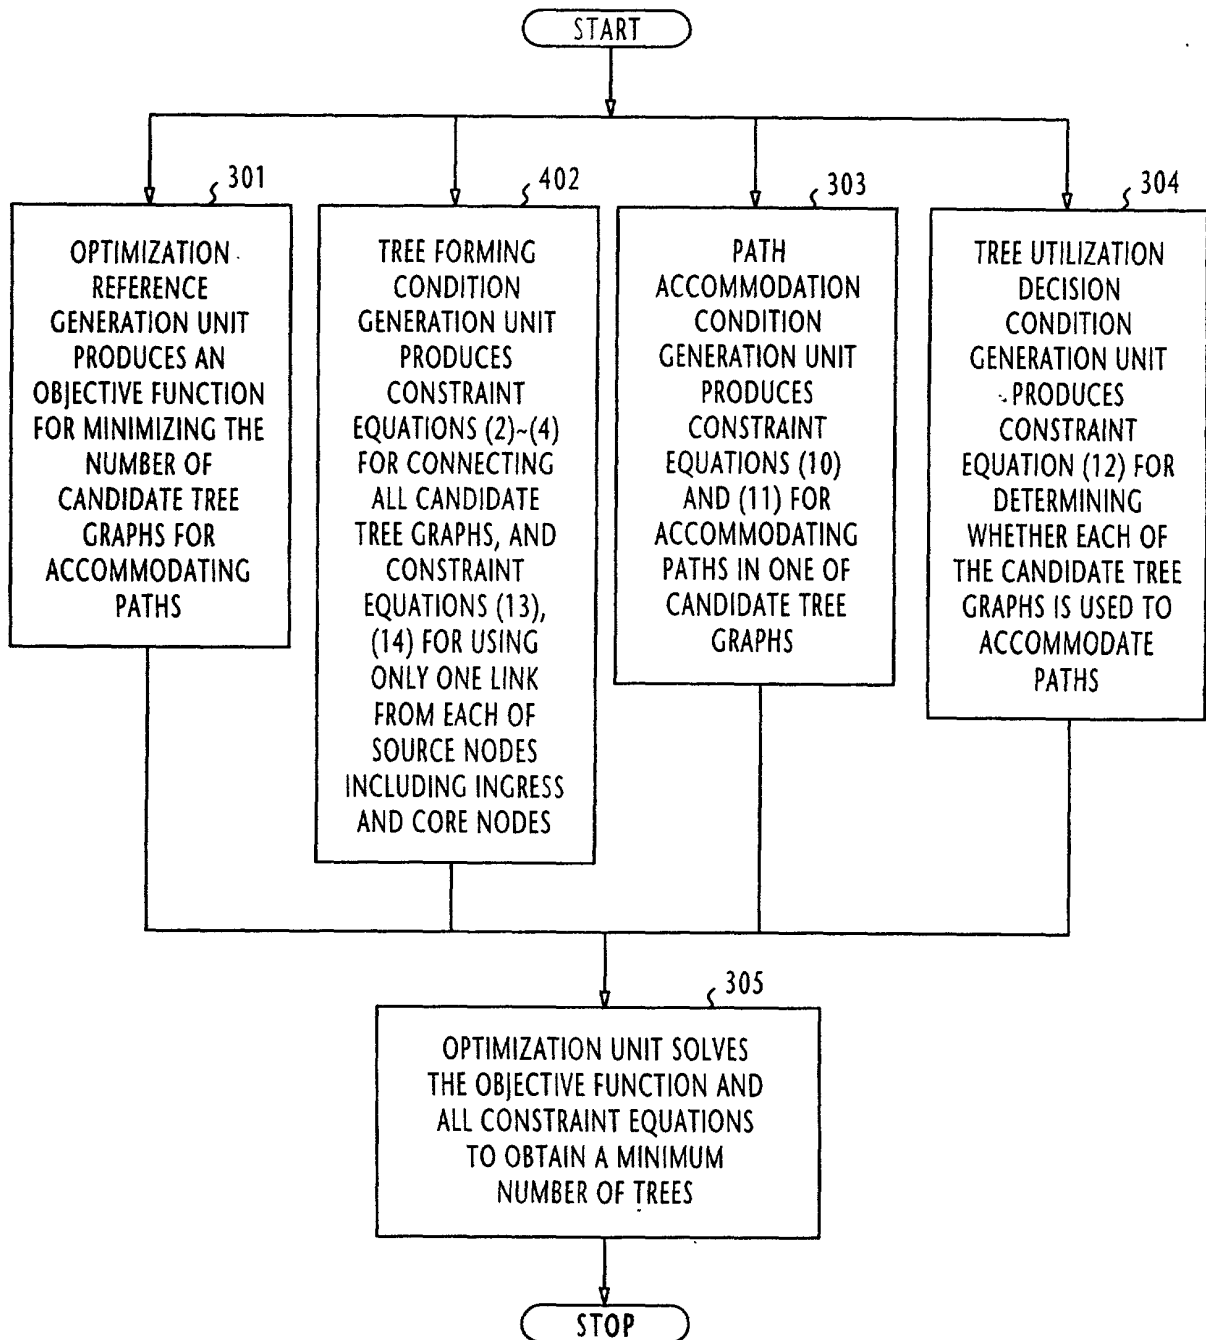 START
301
OPTIMIZATION
REFERENCE
GENERATION UNIT
PRODUCES AN
OBJECTIVE FUNCTION
FOR MINIMIZING THE
NUMBER OF
CANDIDATE TREE
GRAPHS FOR
ACCOMMODATING
PATHS
402
TREE FORMING
CONDITION
GENERATION UNIT
PRODUCES
CONSTRAINT
EQUATIONS (2)~(4)
FOR CONNECTING
ALL CANDIDATE
TREE GRAPHS, AND
CONSTRAINT
EQUATIONS (13),
(14) FOR USING
ONLY ONE LINK
FROM EACH OF
SOURCE NODES
INCLUDING INGRESS
AND CORE NODES
303
PATH
ACCOMMODATION
CONDITION
GENERATION UNIT
PRODUCES
CONSTRAINT
EQUATIONS (10)
AND (11) FOR
ACCOMMODATING
PATHS IN ONE OF
CANDIDATE TREE
GRAPHS
304
TREE UTILIZATION
DECISION
CONDITION
GENERATION UNIT
PRODUCES
CONSTRAINT
EQUATION (12) FOR
DETERMINING
WHETHER EACH OF
THE CANDIDATE TREE
GRAPHS IS USED TO
ACCOMMODATE
PATHS
305
OPTIMIZATION UNIT SOLVES
THE OBJECTIVE FUNCTION AND
ALL CONSTRAINT EQUATIONS
TO OBTAIN A MINIMUM
NUMBER OF TREES
STOP